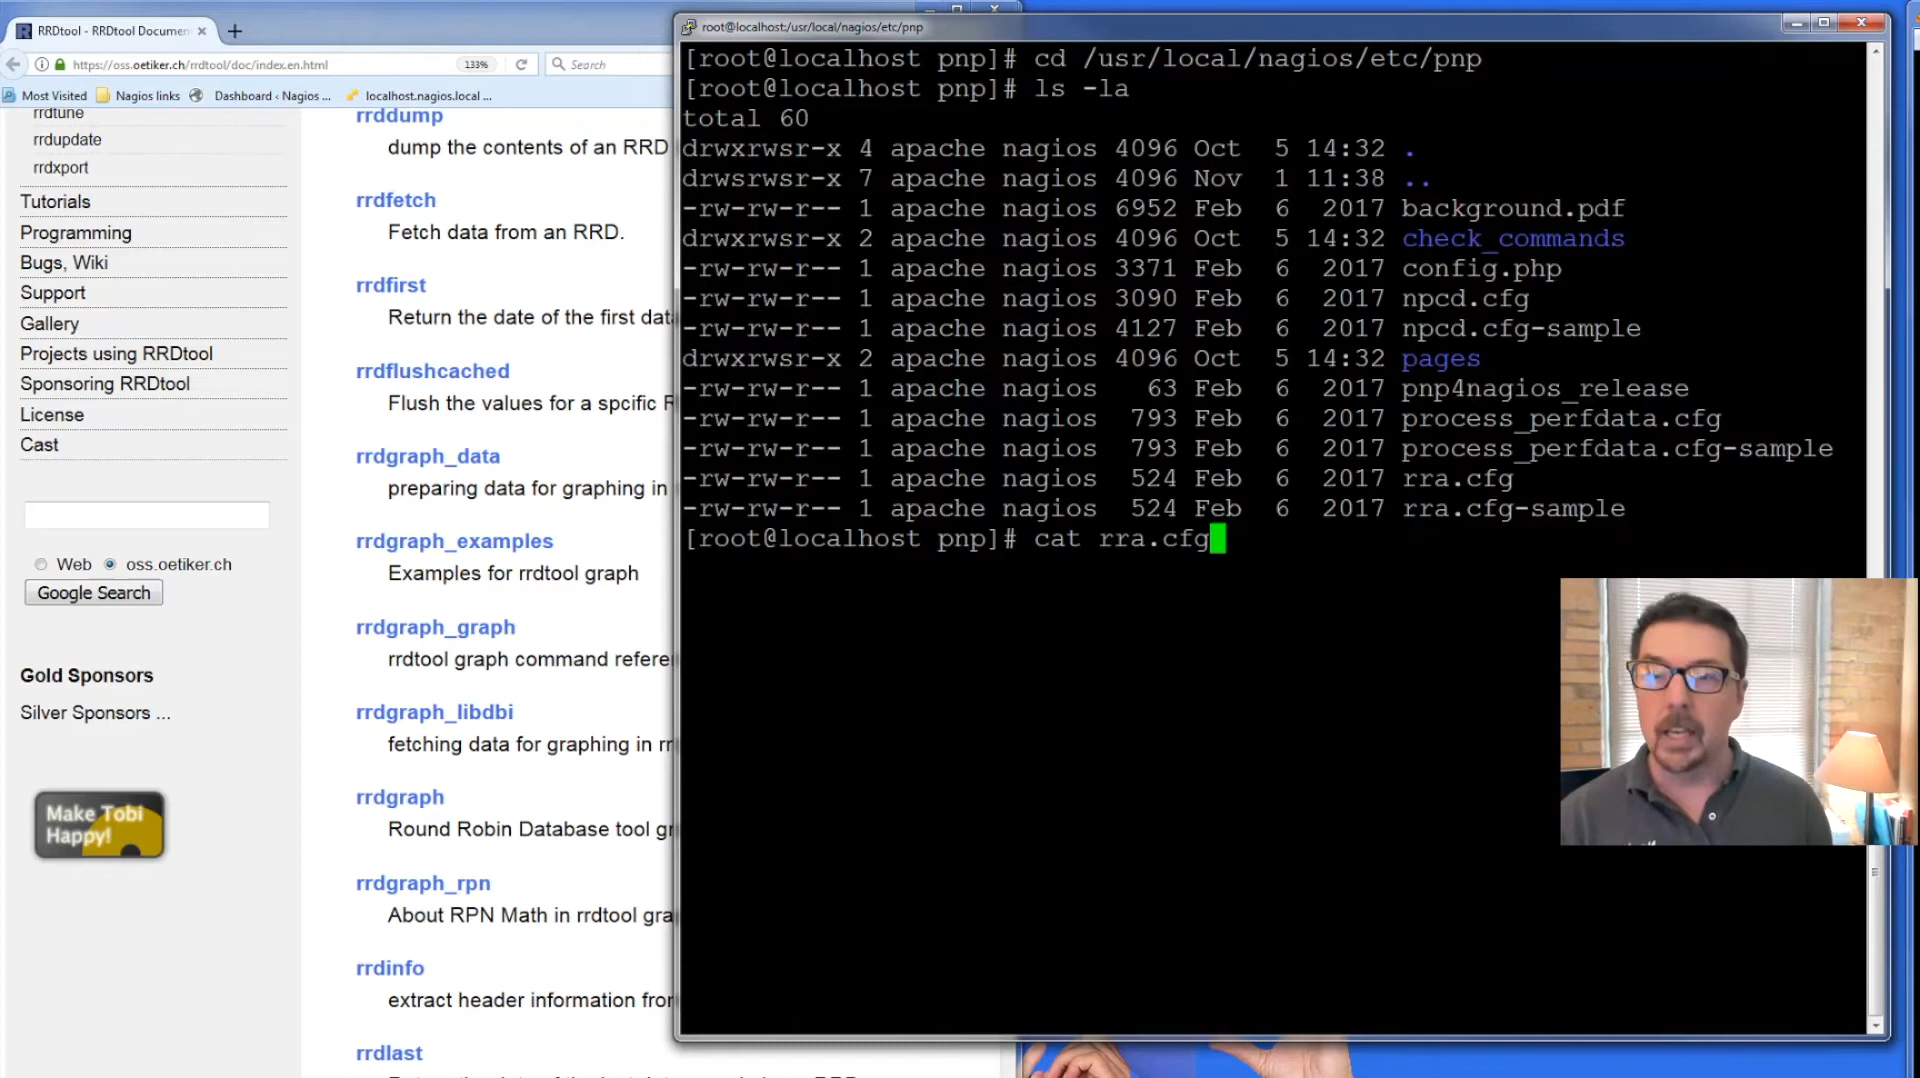 RRDtool - RRDtool Documen
https://oss.oetiker.ch/rrdtool/doc/index.en.html
133%
Search
Most Visited
Nagios links
Dashboard ‹ Nagios ...
localhost.nagios.local ...
rrdtune
rrdupdate
rrdxport
Tutorials
Programming
Bugs, Wiki
Support
Gallery
Projects using RRDtool
Sponsoring RRDtool
License
Cast
Web
oss.oetiker.ch
Google Search
Gold Sponsors
Silver Sponsors ...
Make Tobi
Happy!
rrddump
dump the contents of an RRD
rrdfetch
Fetch data from an RRD.
rrdfirst
Return the date of the first data
rrdflushcached
Flush the values for a spcific R
rrdgraph_data
preparing data for graphing in
rrdgraph_examples
Examples for rrdtool graph
rrdgraph_graph
rrdtool graph command refere
rrdgraph_libdbi
fetching data for graphing in rr
rrdgraph
Round Robin Database tool gr
rrdgraph_rpn
About RPN Math in rrdtool gra
rrdinfo
extract header information from
rrdlast
root@localhost:/usr/local/nagios/etc/pnp
[root@localhost pnp]# cd /usr/local/nagios/etc/pnp
[root@localhost pnp]# ls -la
total 60
drwxrwsr-x 4 apache nagios 4096 Oct  5 14:32 .
drwsrwsr-x 7 apache nagios 4096 Nov  1 11:38 ..
-rw-rw-r-- 1 apache nagios 6952 Feb  6  2017 background.pdf
drwxrwsr-x 2 apache nagios 4096 Oct  5 14:32 check_commands
-rw-rw-r-- 1 apache nagios 3371 Feb  6  2017 config.php
-rw-rw-r-- 1 apache nagios 3090 Feb  6  2017 npcd.cfg
-rw-rw-r-- 1 apache nagios 4127 Feb  6  2017 npcd.cfg-sample
drwxrwsr-x 2 apache nagios 4096 Oct  5 14:32 pages
-rw-rw-r-- 1 apache nagios   63 Feb  6  2017 pnp4nagios_release
-rw-rw-r-- 1 apache nagios  793 Feb  6  2017 process_perfdata.cfg
-rw-rw-r-- 1 apache nagios  793 Feb  6  2017 process_perfdata.cfg-sample
-rw-rw-r-- 1 apache nagios  524 Feb  6  2017 rra.cfg
-rw-rw-r-- 1 apache nagios  524 Feb  6  2017 rra.cfg-sample
[root@localhost pnp]# cat rra.cfg